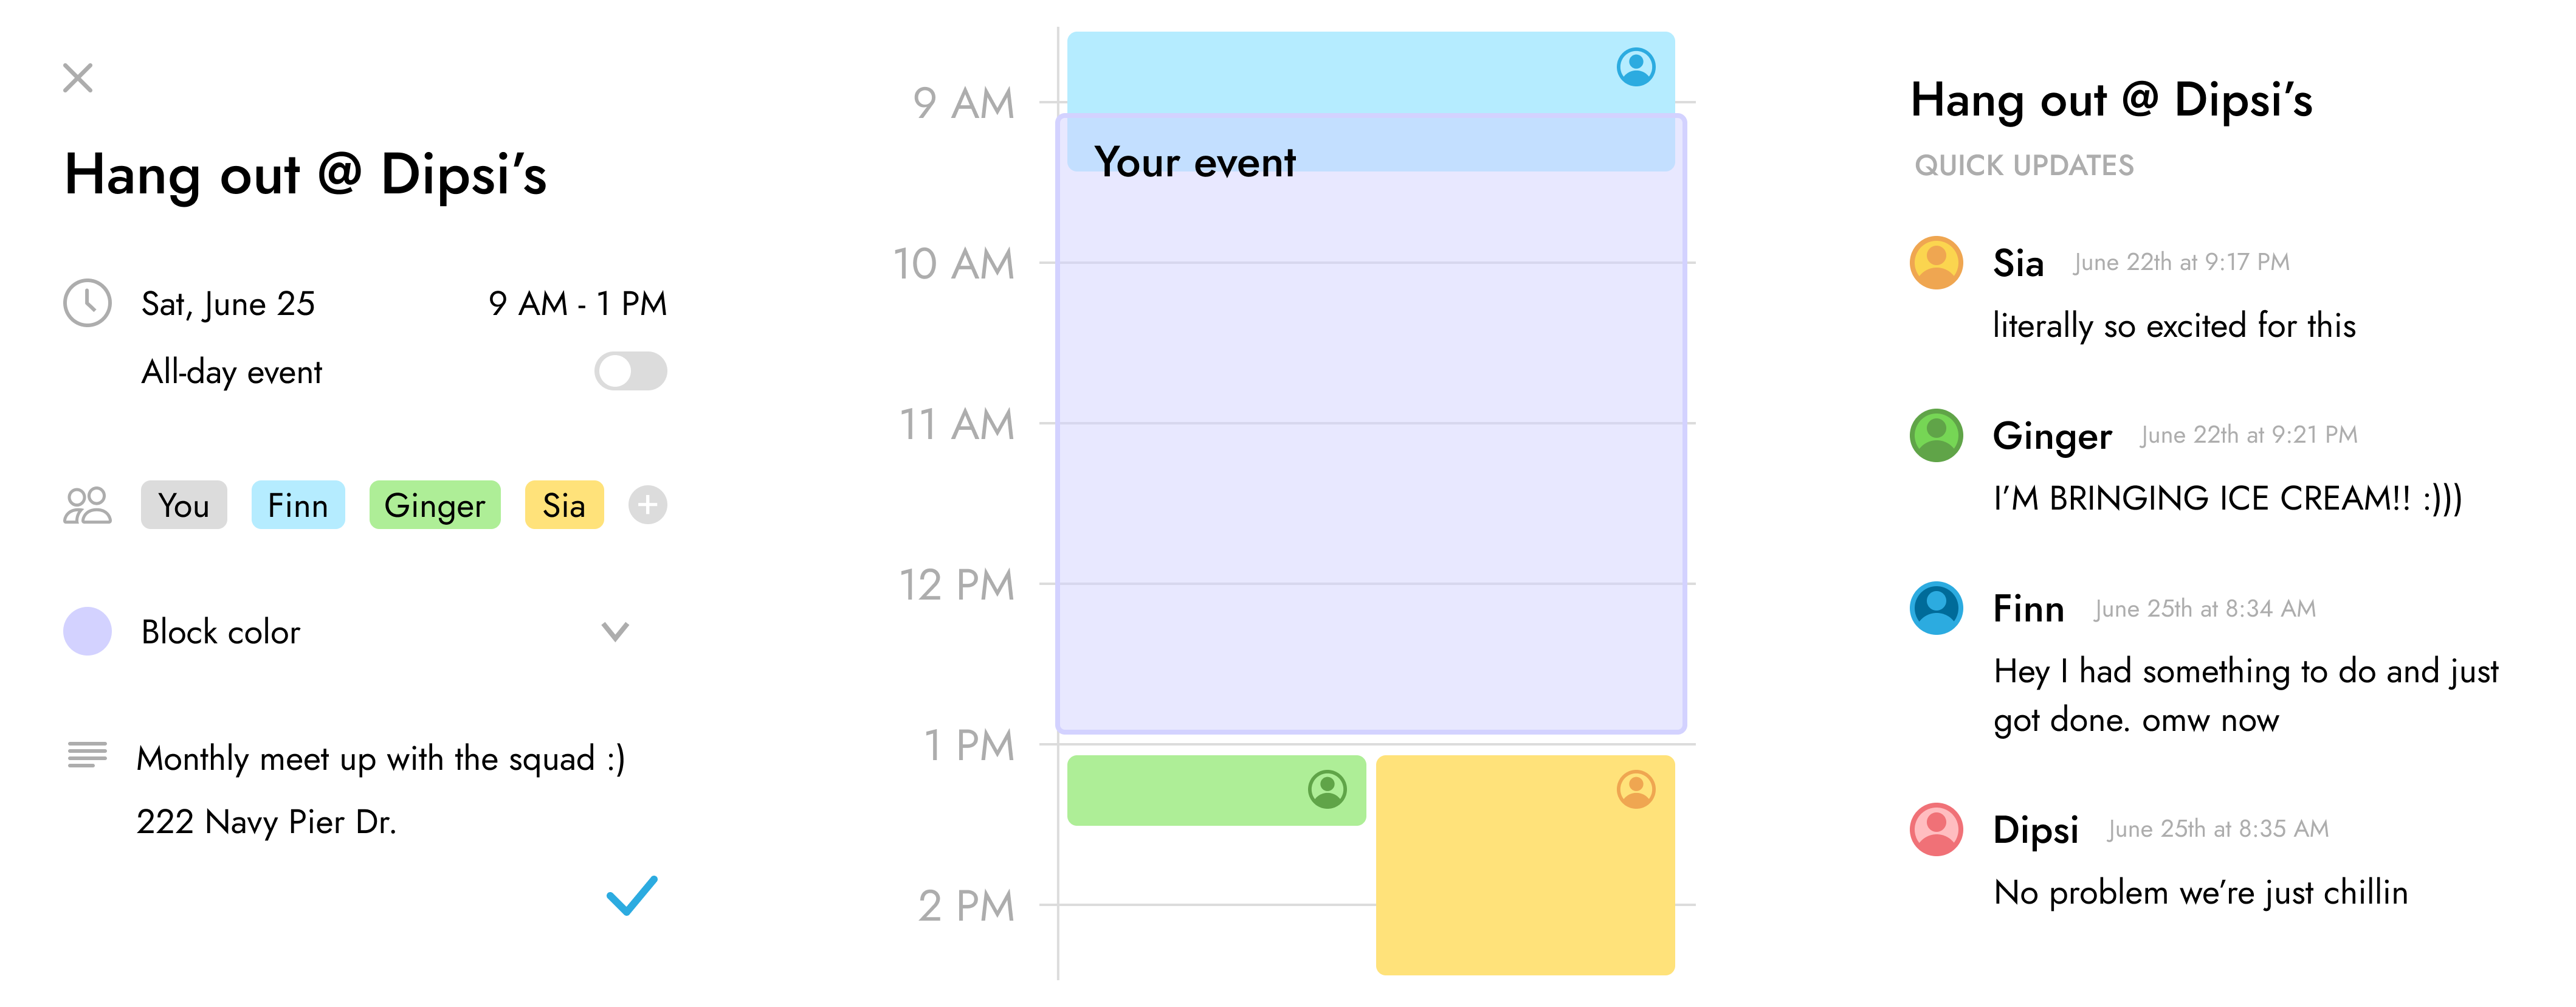 Hang out @ Dipsi’s
Sat, June 25 9 AM - 1 PM
All-day event
You Finn Ginger Sia
Block color
Monthly meet up with the squad :)
222 Navy Pier Dr.
9 AM
Your event
10 AM
11 AM
12 PM
1 PM
2 PM
Hang out @ Dipsi’s
QUICK UPDATES
Sia June 22th at 9:17 PM
literally so excited for this
Ginger June 22th at 9:21 PM
I’M BRINGING ICE CREAM!! :)))
Finn June 25th at 8:34 AM
Hey I had something to do and just
got done. omw now
Dipsi June 25th at 8:35 AM
No problem we’re just chillin